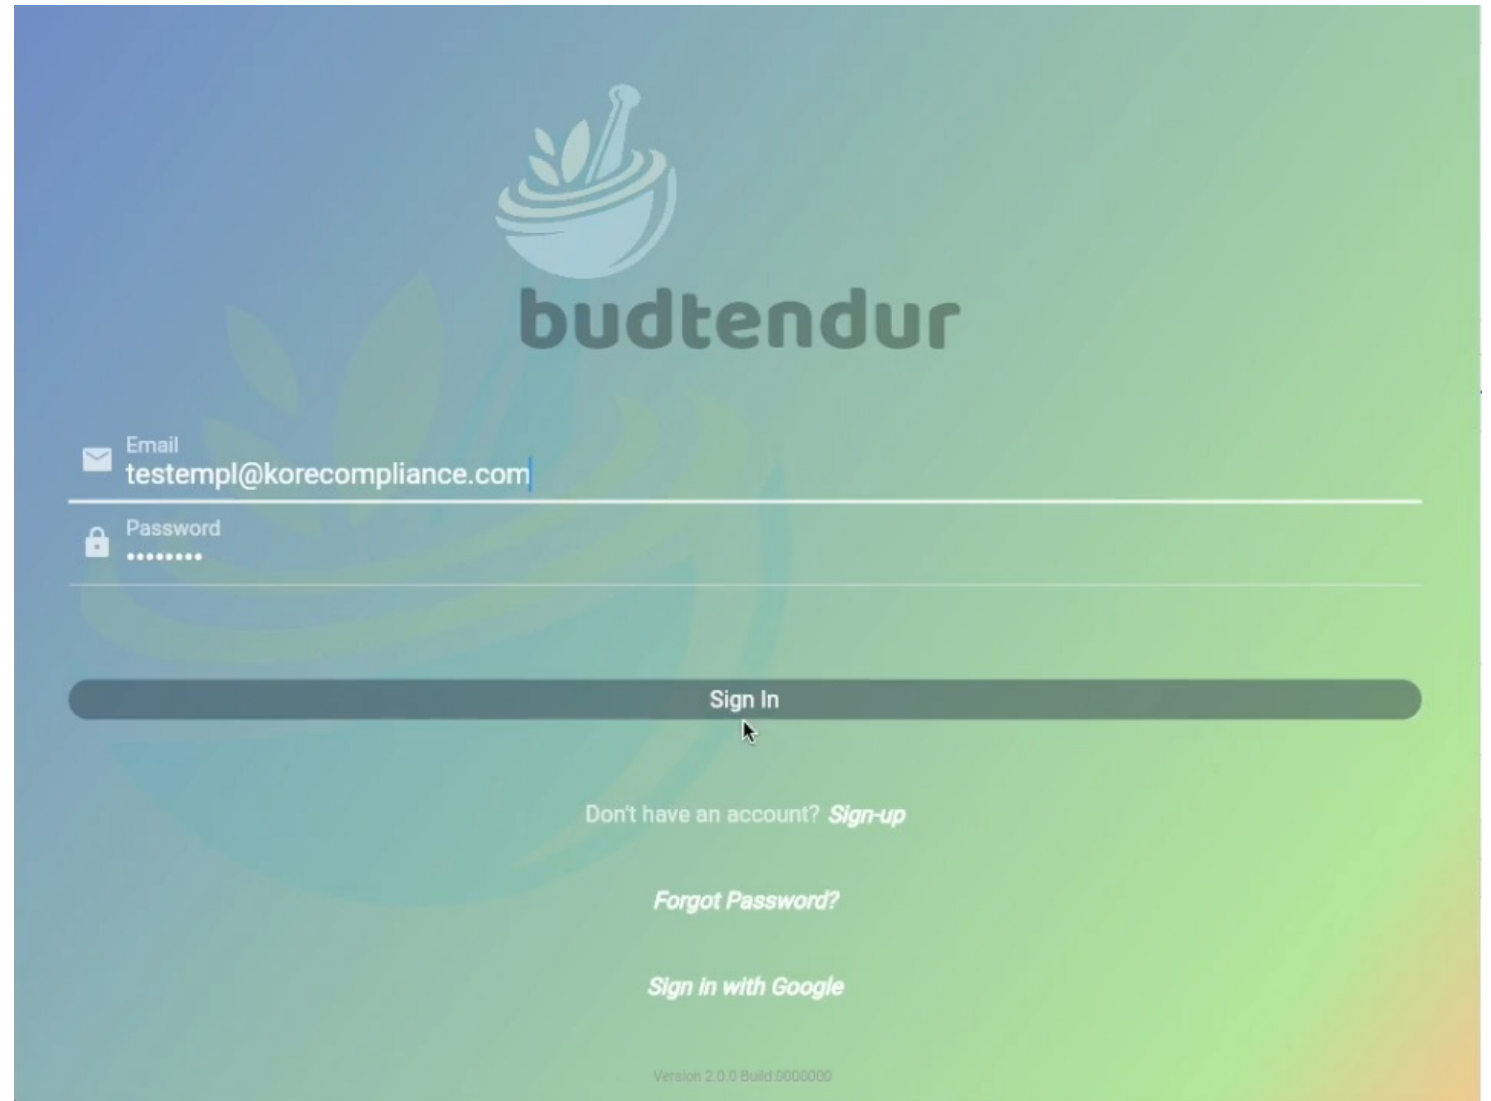 budtendur
Email
testempl@korecompliance.com
Password
••••••••
Sign In
Don't have an account? Sign-up
Forgot Password?
Sign in with Google
Version 2.0.0 Build:0000000